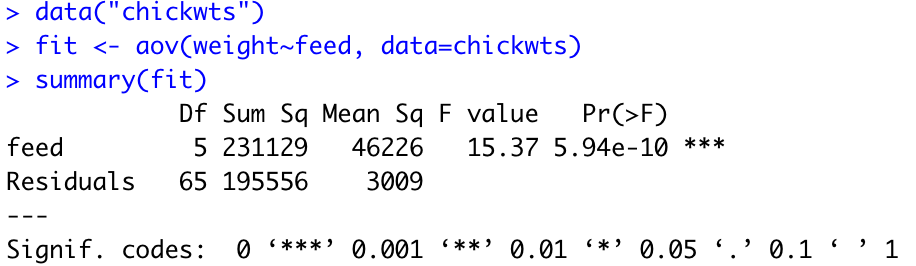 > data("chickwts")
> fit <- aov(weight~feed, data=chickwts)
> summary(fit)
            Df Sum Sq Mean Sq F value   Pr(>F)    
feed         5 231129   46226   15.37 5.94e-10 ***
Residuals   65 195556    3009                     
---
Signif. codes:  0 ‘***’ 0.001 ‘**’ 0.01 ‘*’ 0.05 ‘.’ 0.1 ‘ ’ 1